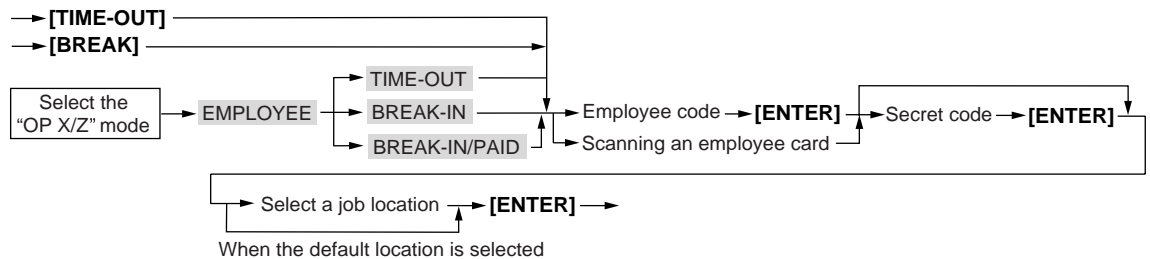 [TIME-OUT]
[BREAK]
Select the
“OP X/Z” mode
EMPLOYEE
TIME-OUT
BREAK-IN
BREAK-IN/PAID
Employee code
[ENTER]
Secret code
[ENTER]
Scanning an employee card
Select a job location
[ENTER]
When the default location is selected